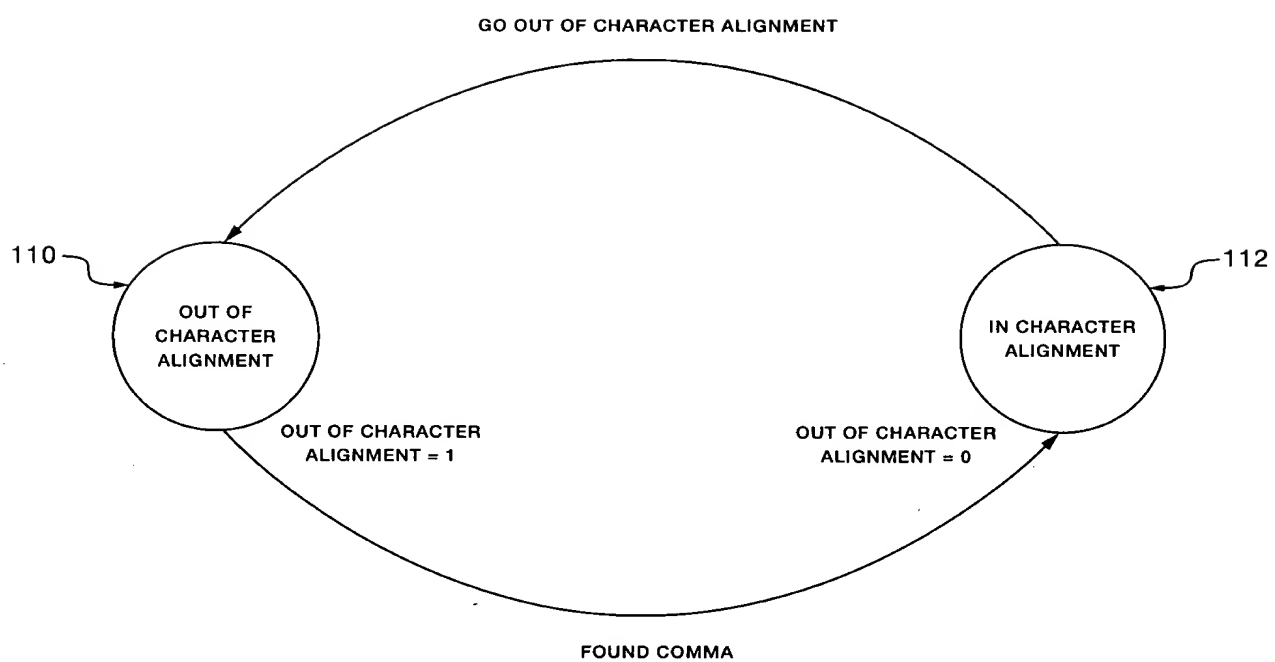 GO OUT OF CHARACTER ALIGNMENT
110
112
OUT OF
CHARACTER
ALIGNMENT
IN CHARACTER
ALIGNMENT
OUT OF CHARACTER
ALIGNMENT = 1
OUT OF CHARACTER
ALIGNMENT = 0
FOUND COMMA